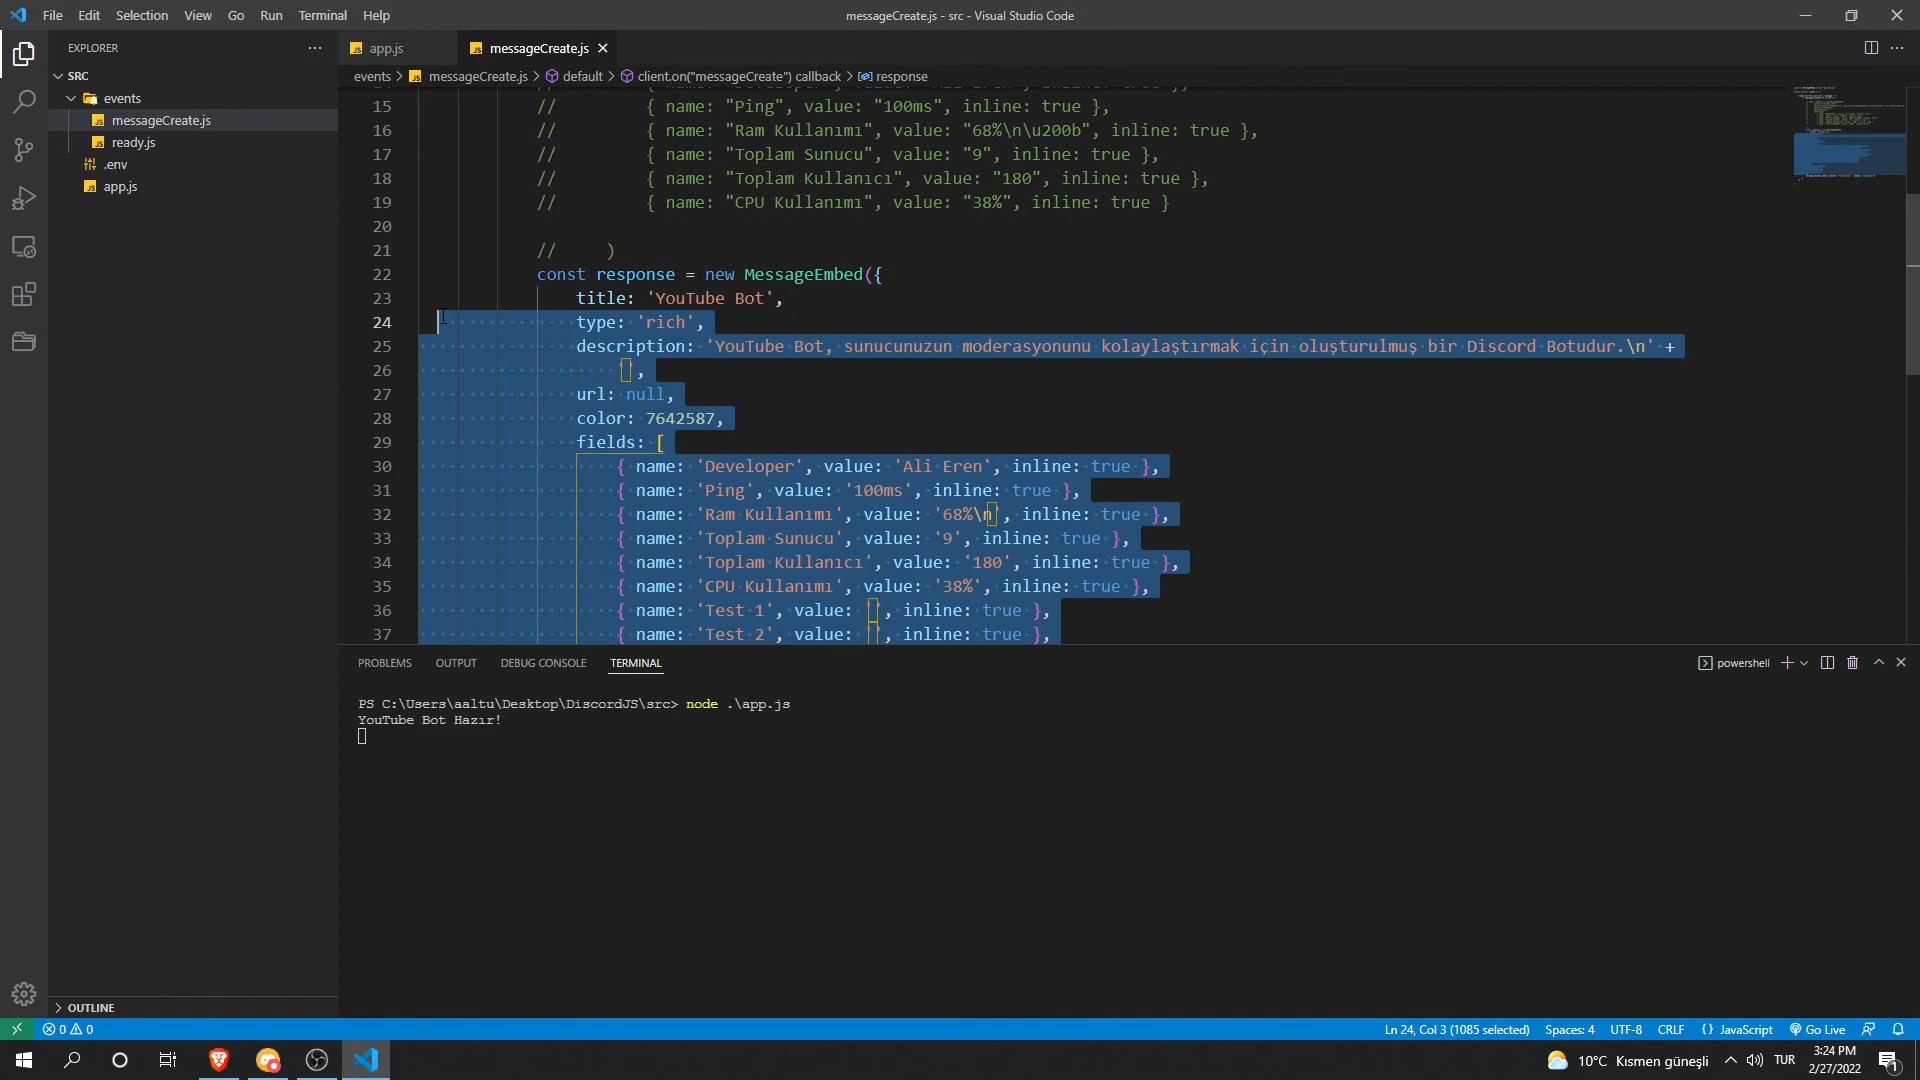 File Edit Selection View Go Run Terminal Help
messageCreate.js - src - Visual Studio Code
EXPLORER
SRC
events
messageCreate.js
ready.js
.env
app.js
OUTLINE
app.js
messageCreate.js
events > messageCreate.js > default > client.on("messageCreate") callback > response
15 // { name: "Ping", value: "100ms", inline: true },
16 // { name: "Ram Kullanımı", value: "68%\n\u200b", inline: true },
17 // { name: "Toplam Sunucu", value: "9", inline: true },
18 // { name: "Toplam Kullanıcı", value: "180", inline: true },
19 // { name: "CPU Kullanımı", value: "38%", inline: true }
20
21 // )
22 const response = new MessageEmbed({
23 title: 'YouTube Bot',
24 type: 'rich',
25 description: 'YouTube Bot, sunucunuzun moderasyonunu kolaylaştırmak için oluşturulmuş bir Discord Botudur.\n' +
26 '',
27 url: null,
28 color: 7642587,
29 fields: [
30 { name: 'Developer', value: 'Ali Eren', inline: true },
31 { name: 'Ping', value: '100ms', inline: true },
32 { name: 'Ram Kullanımı', value: '68%\n', inline: true },
33 { name: 'Toplam Sunucu', value: '9', inline: true },
34 { name: 'Toplam Kullanıcı', value: '180', inline: true },
35 { name: 'CPU Kullanımı', value: '38%', inline: true },
36 { name: 'Test 1', value: '', inline: true },
37 { name: 'Test 2', value: '', inline: true },
PROBLEMS OUTPUT DEBUG CONSOLE TERMINAL
powershell
PS C:\Users\aaltu\Desktop\DiscordJS\src> node .\app.js
YouTube Bot Hazır!
0 0
Ln 24, Col 3 (1085 selected) Spaces: 4 UTF-8 CRLF { } JavaScript Go Live
10°C Kısmen güneşli
TUR
3:24 PM
2/27/2022
1